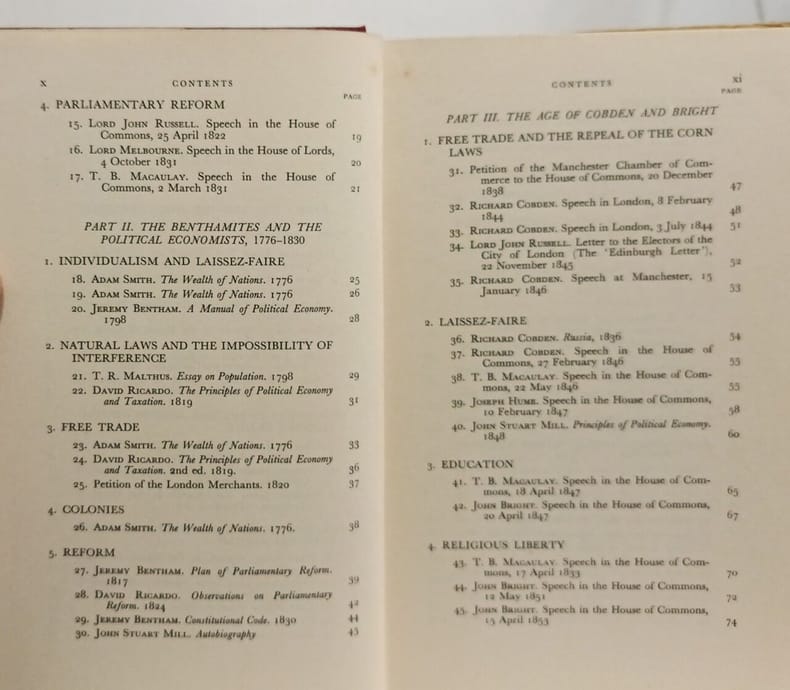 x CONTENTS
PAGE
4. PARLIAMENTARY REFORM
15. LORD JOHN RUSSELL. Speech in the House of
Commons, 25 April 1822 19
16. LORD MELBOURNE. Speech in the House of Lords,
4 October 1831 20
17. T. B. MACAULAY. Speech in the House of
Commons, 2 March 1831 21
PART II. THE BENTHAMITES AND THE
POLITICAL ECONOMISTS, 1776–1830
1. INDIVIDUALISM AND LAISSEZ-FAIRE
18. ADAM SMITH. The Wealth of Nations. 1776 25
19. ADAM SMITH. The Wealth of Nations. 1776 26
20. JEREMY BENTHAM. A Manual of Political Economy.
1798 28
2. NATURAL LAWS AND THE IMPOSSIBILITY OF
INTERFERENCE
21. T. R. MALTHUS. Essay on Population. 1798 29
22. DAVID RICARDO. The Principles of Political Economy
and Taxation. 1819 31
3. FREE TRADE
23. ADAM SMITH. The Wealth of Nations. 1776 33
24. DAVID RICARDO. The Principles of Political Economy
and Taxation. 2nd ed. 1819. 36
25. Petition of the London Merchants. 1820 37
4. COLONIES
26. ADAM SMITH. The Wealth of Nations. 1776. 38
5. REFORM
27. JEREMY BENTHAM. Plan of Parliamentary Reform.
1817 39
28. DAVID RICARDO. Observations on Parliamentary
Reform. 1824 42
29. JEREMY BENTHAM. Constitutional Code. 1830 44
30. JOHN STUART MILL. Autobiography 45
CONTENTS xi
PAGE
PART III. THE AGE OF COBDEN AND BRIGHT
1. FREE TRADE AND THE REPEAL OF THE CORN
LAWS
31. Petition of the Manchester Chamber of Com-
merce to the House of Commons, 20 December
1838 47
32. RICHARD COBDEN. Speech in London, 8 February
1844 48
33. RICHARD COBDEN. Speech in London, 3 July 1844 51
34. LORD JOHN RUSSELL. Letter to the Electors of the
City of London (The 'Edinburgh Letter'),
22 November 1845 52
35. RICHARD COBDEN. Speech at Manchester, 15
January 1846 53
2. LAISSEZ-FAIRE
36. RICHARD COBDEN. Russia, 1836 54
37. RICHARD COBDEN. Speech in the House of
Commons, 27 February 1846 55
38. T. B. MACAULAY. Speech in the House of Com-
mons, 22 May 1846 55
39. JOSEPH HUME. Speech in the House of Commons,
10 February 1847 58
40. JOHN STUART MILL. Principles of Political Economy.
1848 60
3. EDUCATION
41. T. B. MACAULAY. Speech in the House of Com-
mons, 18 April 1847 65
42. JOHN BRIGHT. Speech in the House of Commons,
20 April 1847 67
4. RELIGIOUS LIBERTY
43. T. B. MACAULAY. Speech in the House of Com-
mons, 17 April 1833 70
44. JOHN BRIGHT. Speech in the House of Commons,
12 May 1851 72
45. JOHN BRIGHT. Speech in the House of Commons,
15 April 1853 74